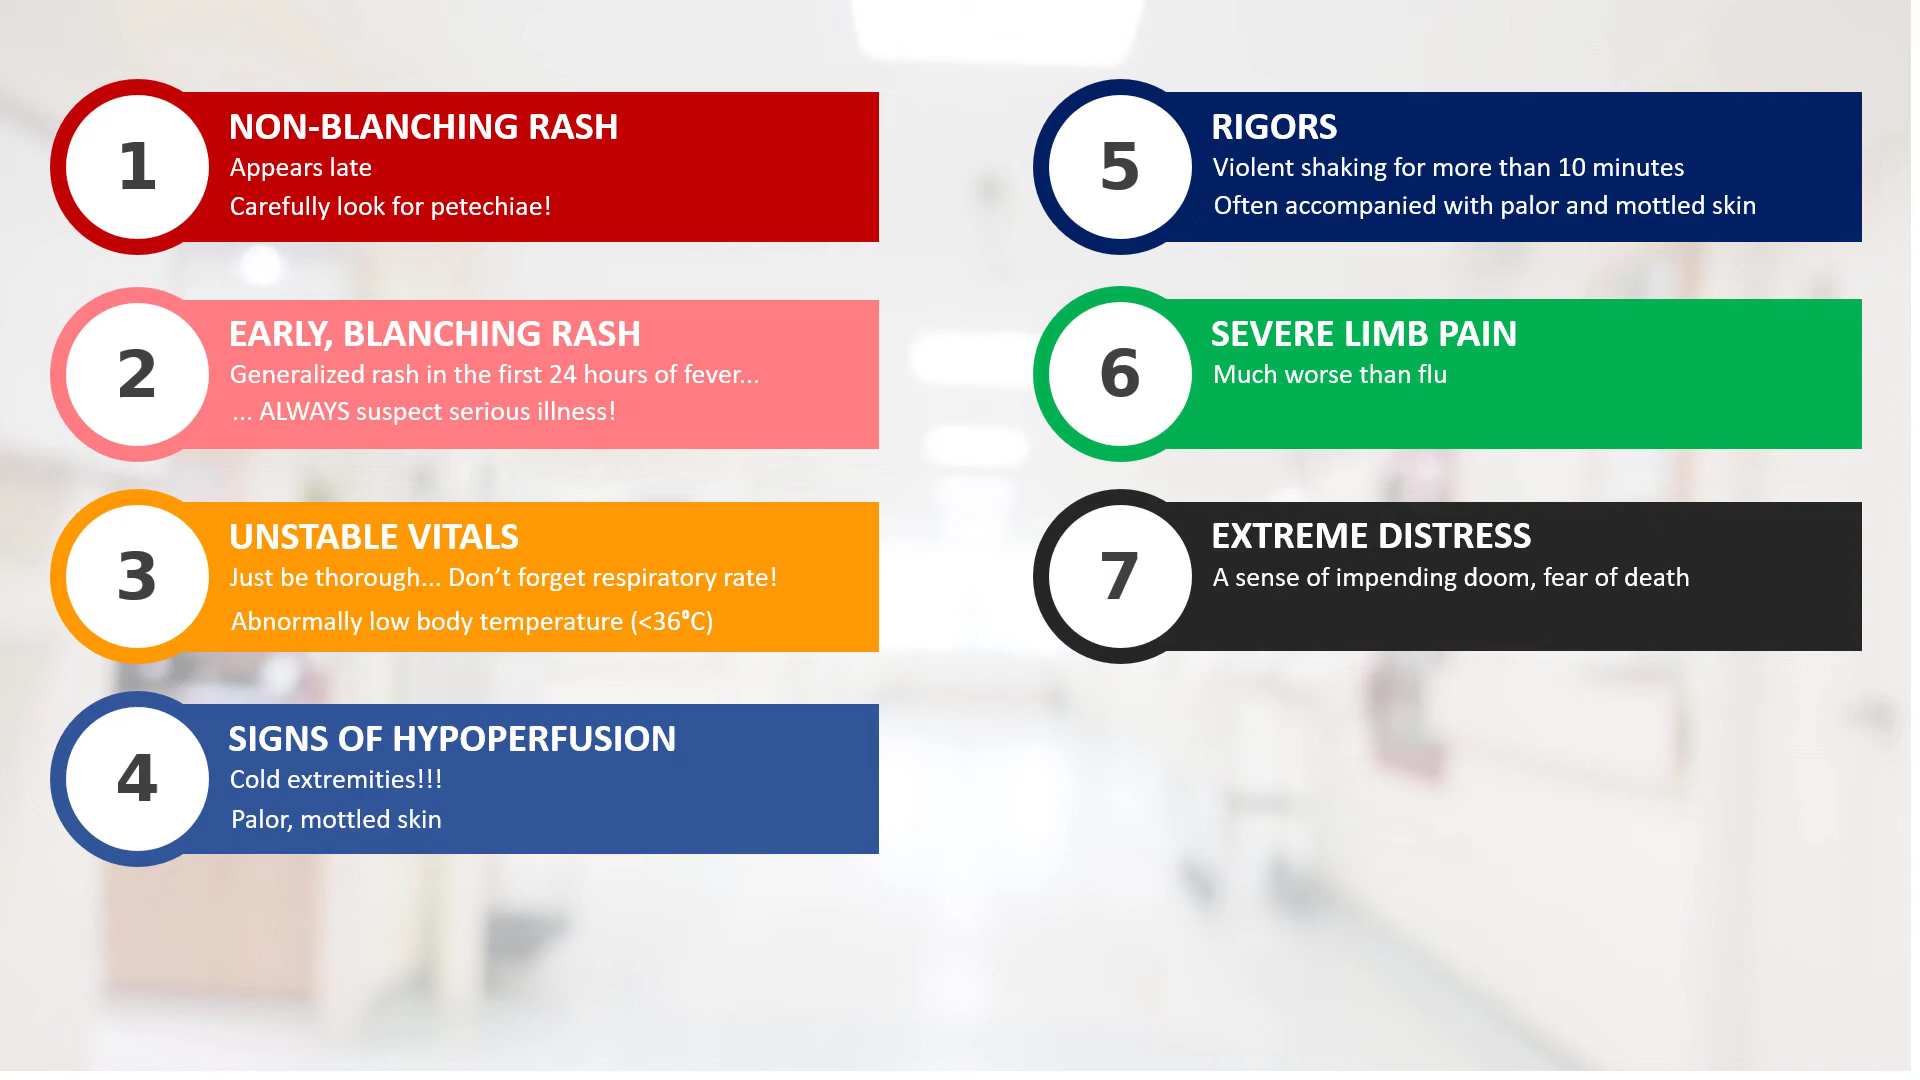 1
NON-BLANCHING RASH
Appears late
Carefully look for petechiae!
2
EARLY, BLANCHING RASH
Generalized rash in the first 24 hours of fever...
... ALWAYS suspect serious illness!
3
UNSTABLE VITALS
Just be thorough... Don’t forget respiratory rate!
Abnormally low body temperature (<36⁰C)
4
SIGNS OF HYPOPERFUSION
Cold extremities!!!
Palor, mottled skin
5
RIGORS
Violent shaking for more than 10 minutes
Often accompanied with palor and mottled skin
6
SEVERE LIMB PAIN
Much worse than flu
7
EXTREME DISTRESS
A sense of impending doom, fear of death